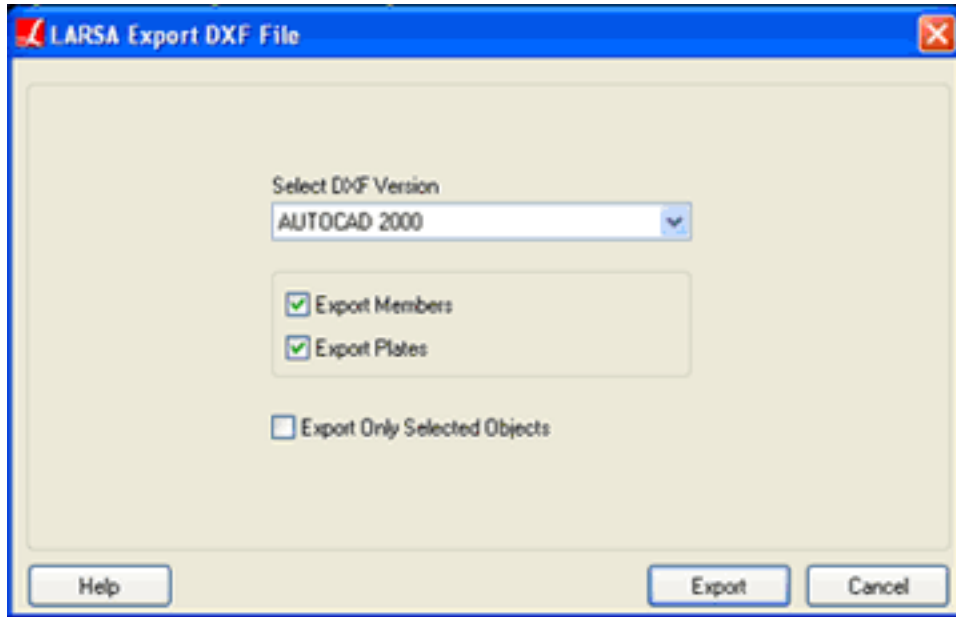 LARSA Export DXF File
Select DXF Version
AUTOCAD 2000
Export Members
Export Plates
Export Only Selected Objects
Help
Export
Cancel